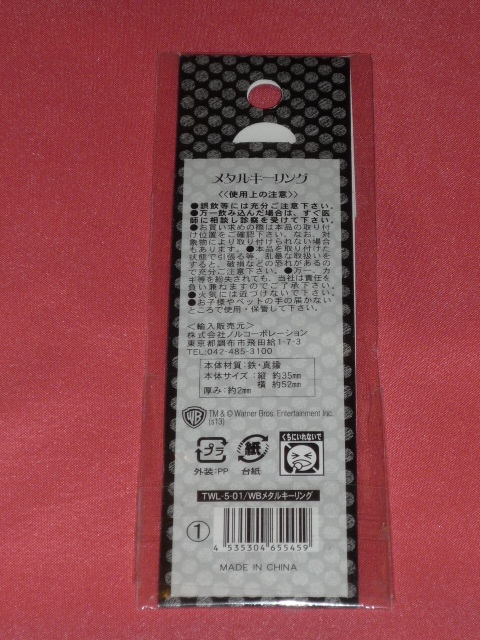 メタルキーリング
≪使用上の注意≫
●誤飲等には充分ご注意下さい。
●万一飲み込んだ場合は、すぐ医
師に相談し診察を受けて下さい。
●お買い求めの際は本品の取り付
け位置をご確認下さい。なお、対
象物により取り付けられない場合
もあります。●本品を取り付けた
状態で引張る等、乱暴な取扱いを
すると、破損などの恐れがあるの
で充分ご注意下さい。●万一、カ
ギ等を紛失されても、当社は責任を
負い兼ねますのでご了承下さい。
●火気には近づけないで下さい。
●お子様やペットの手の届かない
ところで使用・保管して下さい。
＜輸入販売元＞
株式会社ノルコーポレーション
東京都調布市飛田給1-7-3
TEL:042-485-3100
本体材質：鉄・真鍮
本体サイズ：縦 約35mm
横 約52mm
厚み：約2mm
WB TM & © Warner Bros. Entertainment Inc.
(s13)
プラ 紙 くちにいれないで
外装:PP 台紙
TWL-5-01/WBメタルキーリング
①
4 535304 655459
MADE IN CHINA